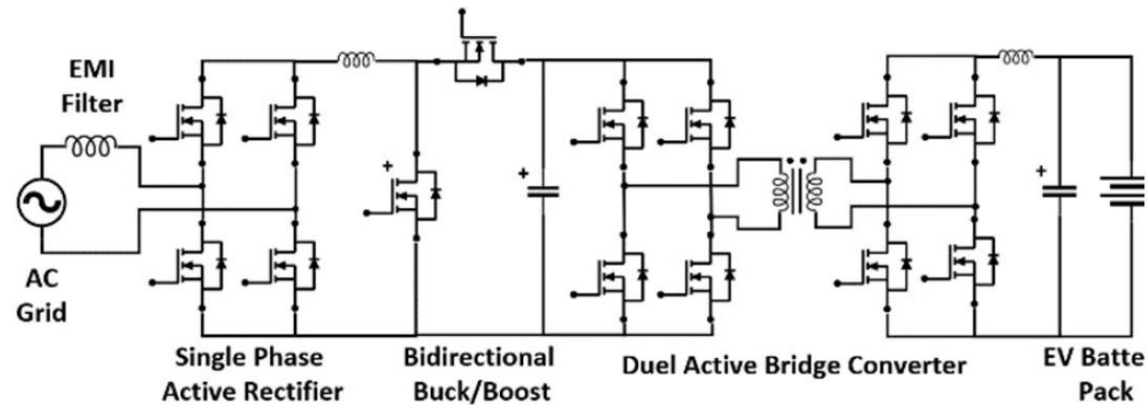 EMI
Filter
AC
Grid
+
+
+
Single Phase
Active Rectifier
Bidirectional
Buck/Boost
Duel Active Bridge Converter
EV Batte
Pack